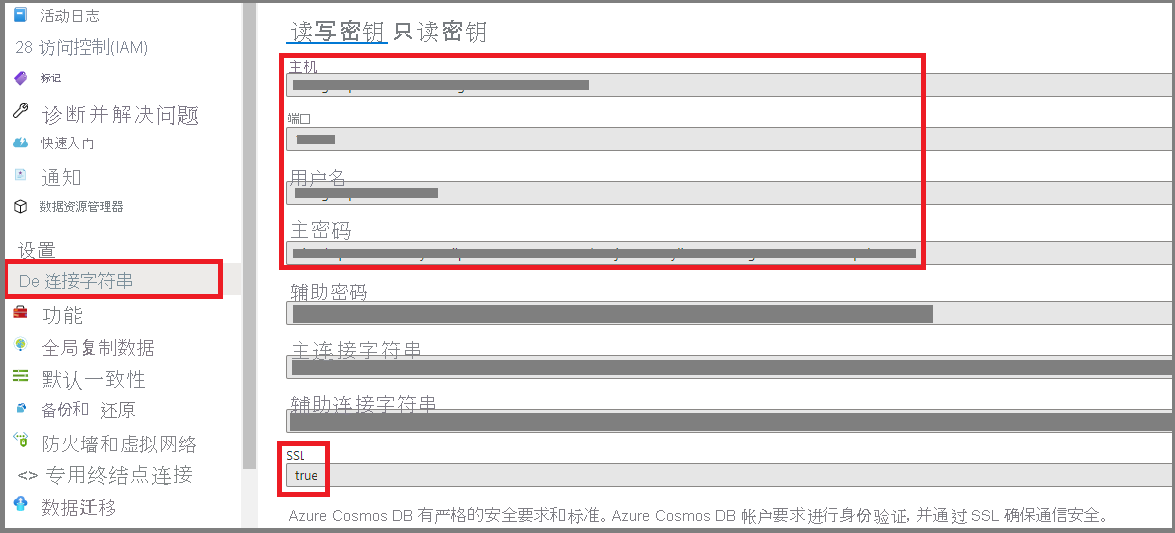 活动日志
28 访问控制(IAM)
标记
诊断并解决问题
快速入门
通知
数据资源管理器
设置
De 连接字符串
功能
全局复制数据
默认一致性
备份和 还原
防火墙和虚拟网络
<> 专用终结点连接
数据迁移
读写密钥 只读密钥
主机
端口
用户名
主密码
辅助密码
主连接字符串
辅助连接字符串
SSL
true
Azure Cosmos DB 有严格的安全要求和标准。Azure Cosmos DB 帐户要求进行身份验证, 并通过 SSL 确保通信安全。